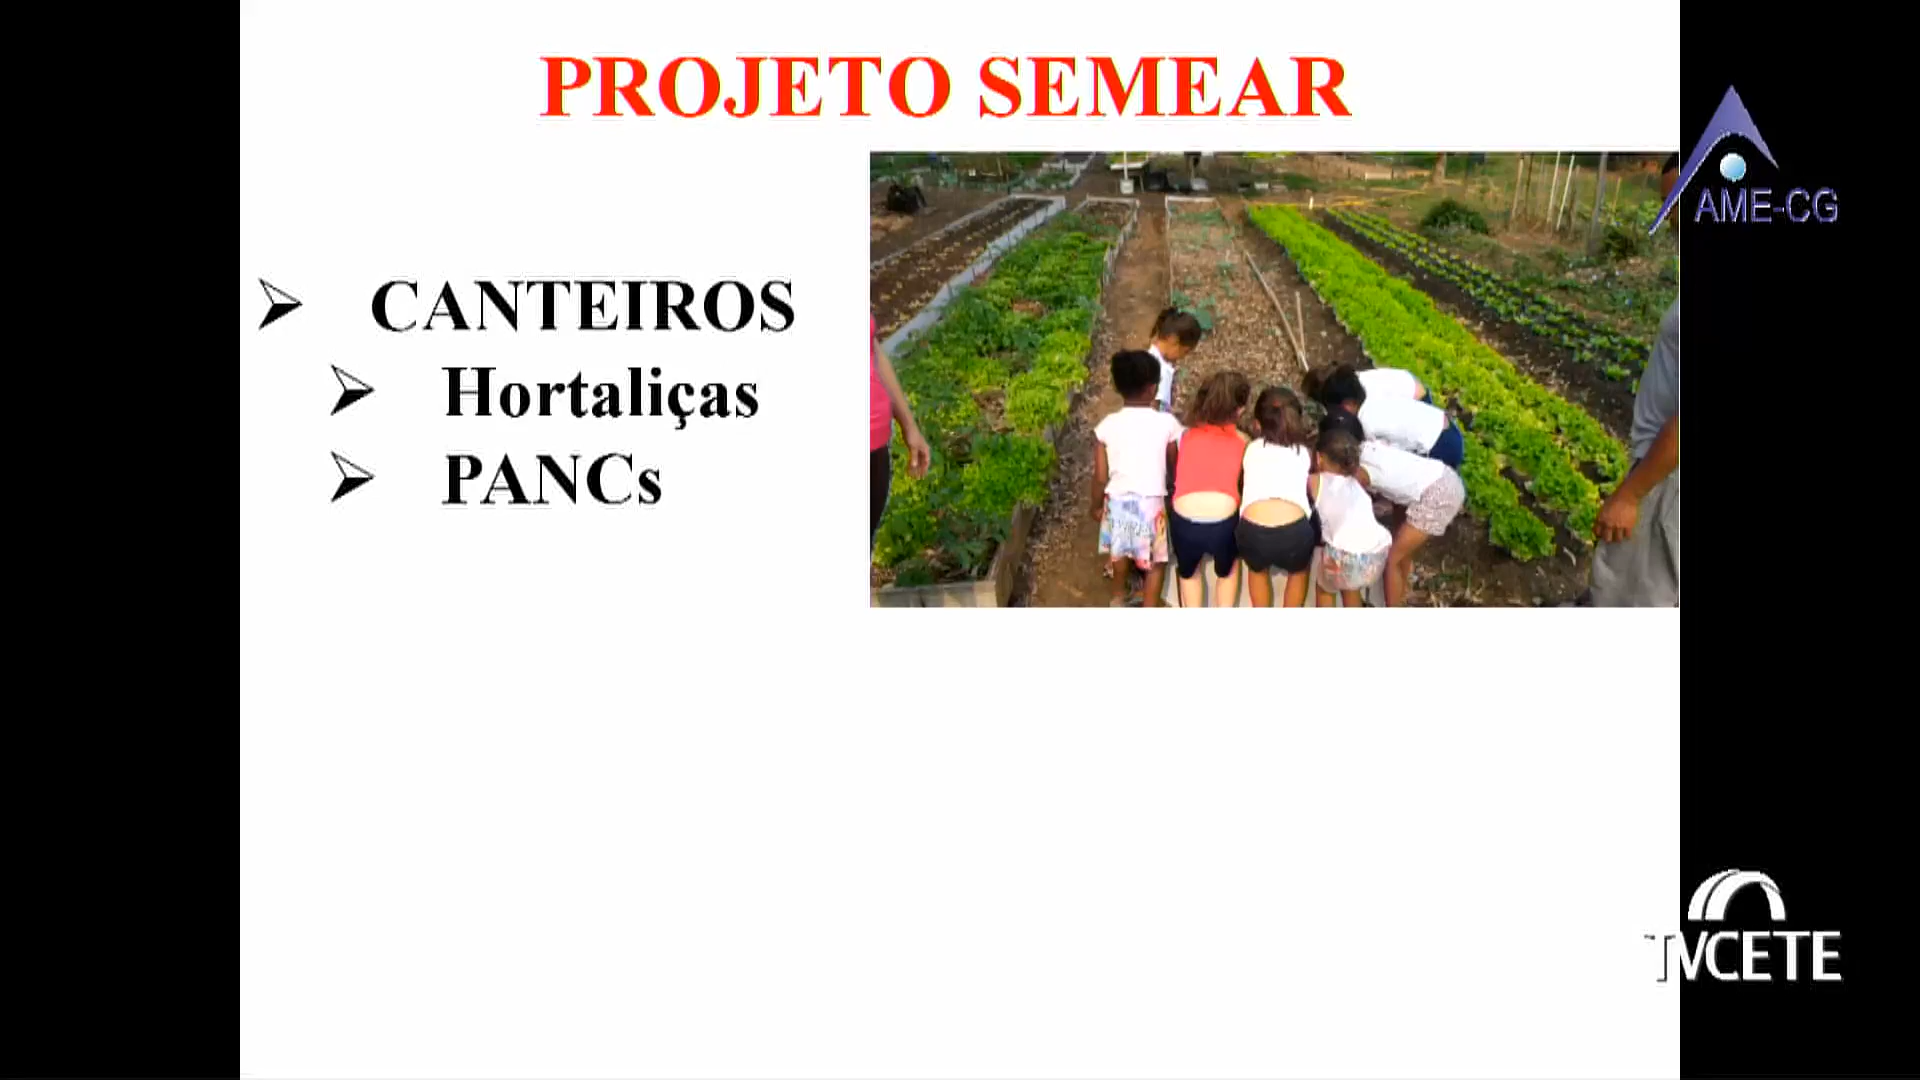 PROJETO SEMEAR
AME-CG
CANTEIROS
Hortaliças
PANCs
TVCETE